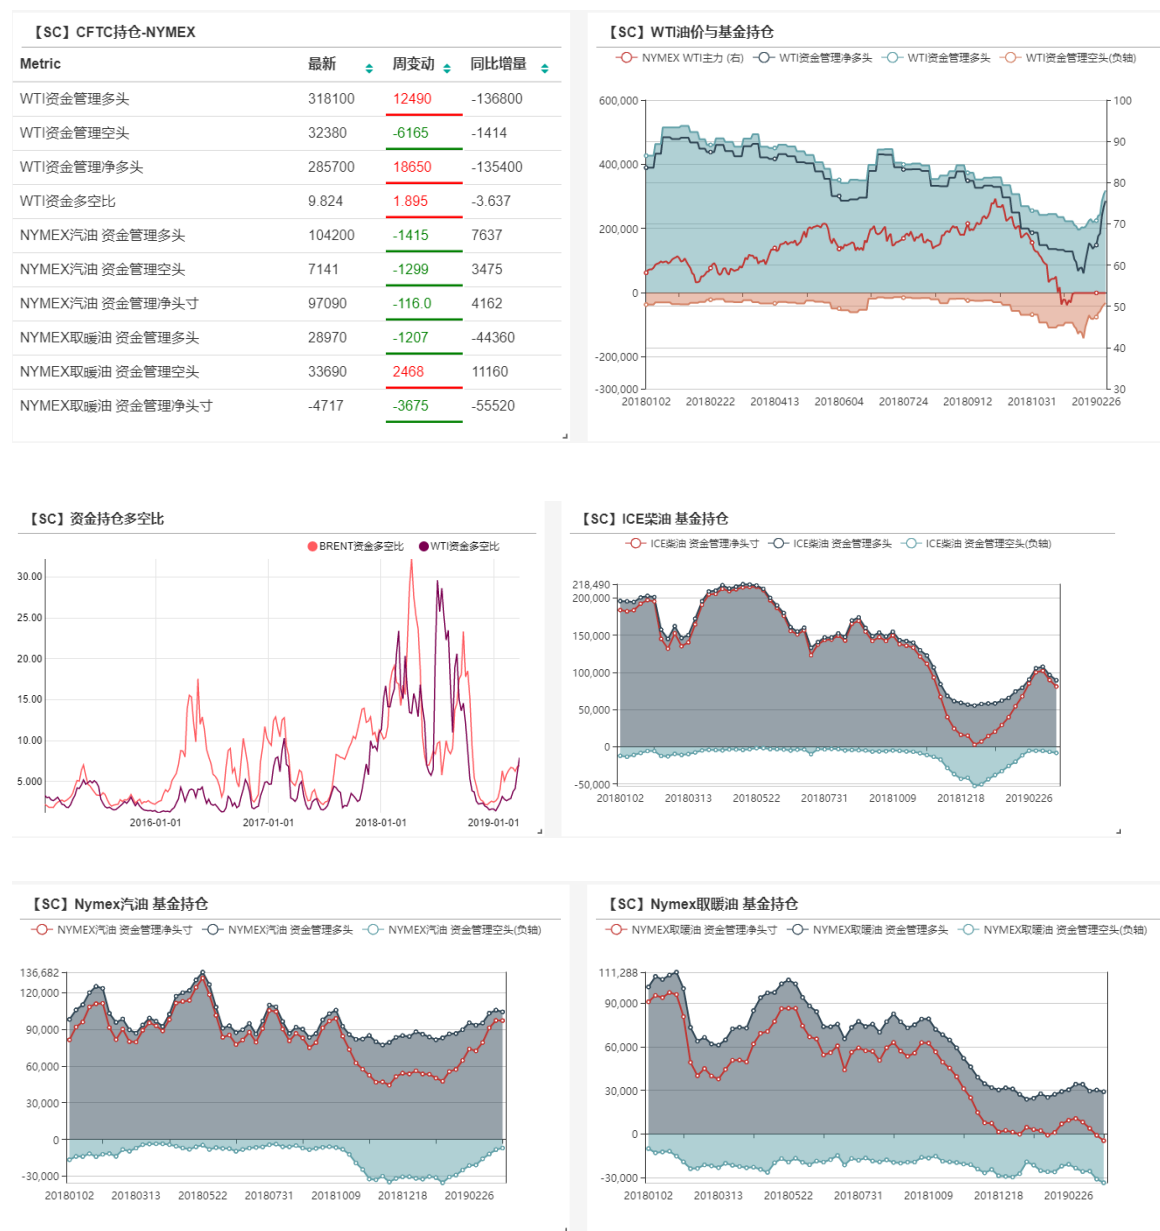 【SC】CFTC持仓-NYMEX
Metric 最新 周变动 同比增量
WTI资金管理多头 318100 12490 -136800
WTI资金管理空头 32380 -6165 -1414
WTI资金管理净多头 285700 18650 -135400
WTI资金多空比 9.824 1.895 -3.637
NYMEX汽油 资金管理多头 104200 -1415 7637
NYMEX汽油 资金管理空头 7141 -1299 3475
NYMEX汽油 资金管理净头寸 97090 -116.0 4162
NYMEX取暖油 资金管理多头 28970 -1207 -44360
NYMEX取暖油 资金管理空头 33690 2468 11160
NYMEX取暖油 资金管理净头寸 -4717 -3675 -55520
【SC】WTI油价与基金持仓
NYMEX WTI主力 (右) WTI资金管理净多头 WTI资金管理多头 WTI资金管理空头(负轴)
600,000 100
90
400,000 80
70
200,000
60
0
50
-200,000 40
-300,000 30
20180102 20180222 20180413 20180604 20180724 20180912 20181031 20190226
【SC】资金持仓多空比
BRENT资金多空比 WTI资金多空比
30.00
25.00
20.00
15.00
10.00
5.000
2016-01-01 2017-01-01 2018-01-01 2019-01-01
【SC】ICE柴油 基金持仓
ICE柴油 资金管理净头寸 ICE柴油 资金管理多头 ICE柴油 资金管理空头(负轴)
218,490
200,000
150,000
100,000
50,000
0
-50,000
20180102 20180313 20180522 20180731 20181009 20181218 20190226
【SC】Nymex汽油 基金持仓
NYMEX汽油 资金管理净头寸 NYMEX汽油 资金管理多头 NYMEX汽油 资金管理空头(负轴)
136,682
120,000
90,000
60,000
30,000
0
-30,000
20180102 20180313 20180522 20180731 20181009 20181218 20190226
【SC】Nymex取暖油 基金持仓
NYMEX取暖油 资金管理净头寸 NYMEX取暖油 资金管理多头 NYMEX取暖油 资金管理空头(负轴)
111,288
90,000
60,000
30,000
0
-30,000
20180102 20180313 20180522 20180731 20181009 20181218 20190226